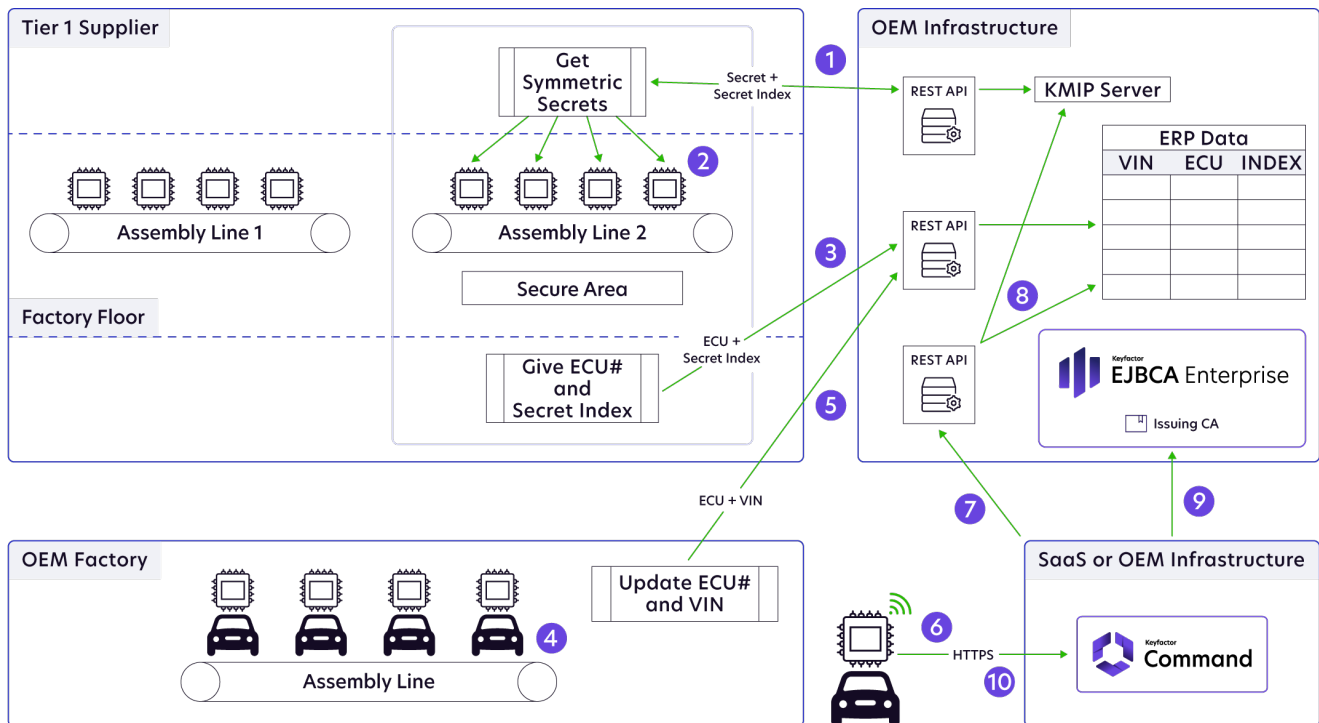 Tier 1 Supplier
Get
Symmetric
Secrets
Secret +
Secret Index
1
2
Assembly Line 1
Assembly Line 2
Secure Area
Factory Floor
Give ECU#
and
Secret Index
ECU +
Secret Index
3
5
OEM Infrastructure
REST API
KMIP Server
ERP Data
VIN ECU INDEX
REST API
8
REST API
Keyfactor
EJBCA Enterprise
Issuing CA
ECU + VIN
7
9
OEM Factory
Update ECU#
and VIN
4
Assembly Line
6
HTTPS
10
SaaS or OEM Infrastructure
Keyfactor
Command